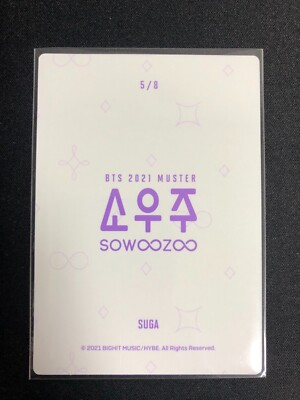 5/8
BTS 2021 MUSTER
소우주
SOWOOZOO
SUGA
© 2021 BIGHIT MUSIC/HYBE. All Rights Reserved.